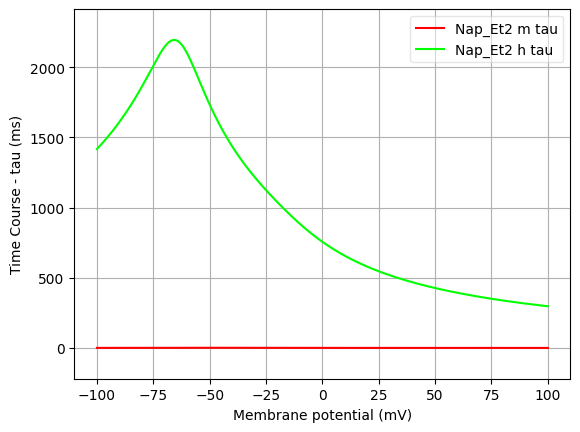 Nap_Et2 m tau
Nap_Et2 h tau
Time Course - tau (ms)
2000
1500
1000
500
0
−100 −75 −50 −25 0 25 50 75 100
Membrane potential (mV)